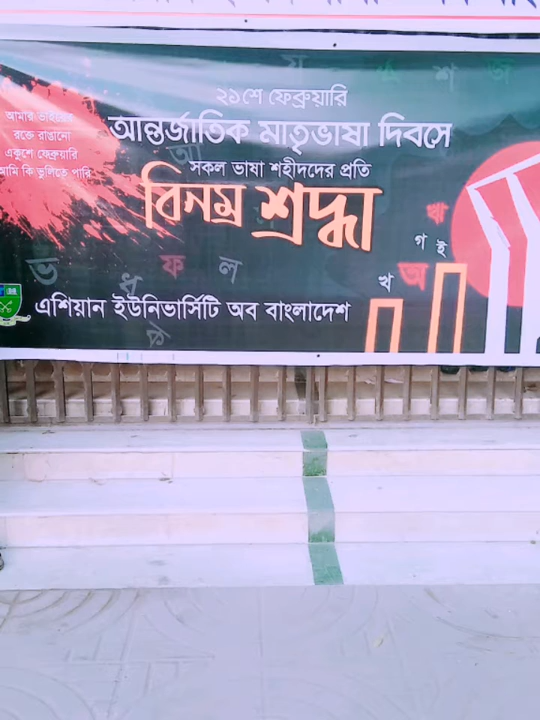 ২১শে ফেব্রুয়ারি
আন্তর্জাতিক মাতৃভাষা দিবসে
সকল ভাষা শহীদদের প্রতি
বিনম্র শ্রদ্ধা
আমার ভাইয়ের
রক্তে রাঙানো
একুশে ফেব্রুয়ারি
আমি কি ভুলিতে পারি
এশিয়ান ইউনিভার্সিটি অব বাংলাদেশ
ভ ধ ফ ল
ঋ
গ ই
খ অ